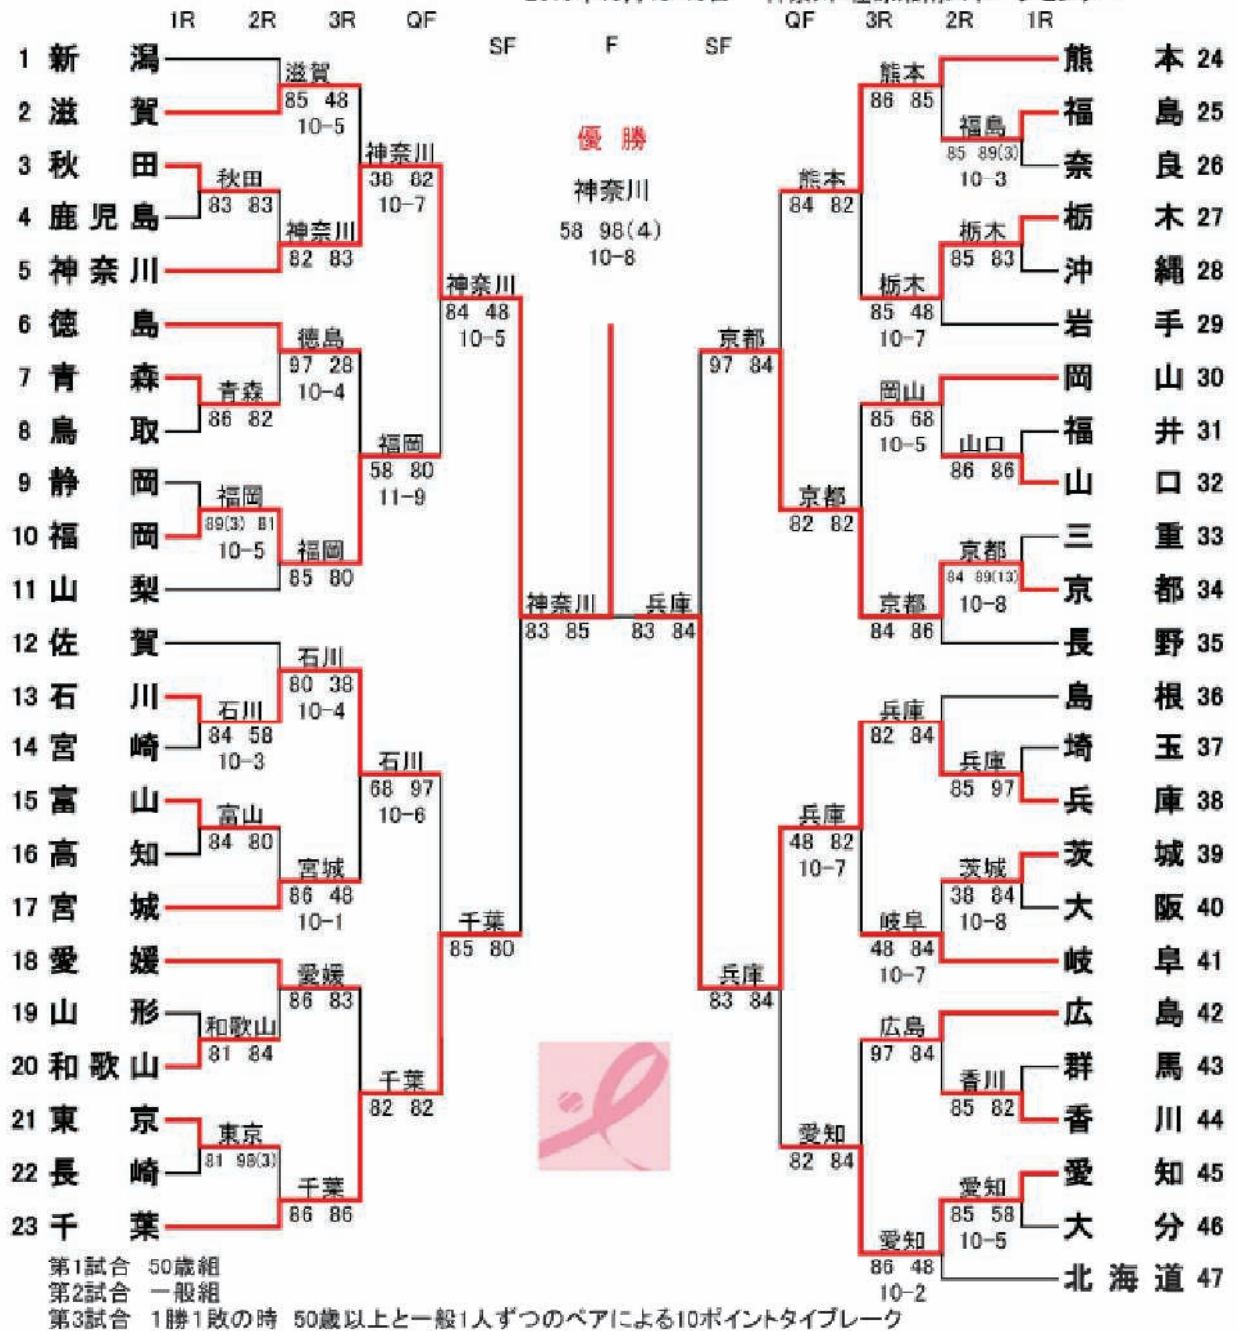 1R 2R 3R QF SF F SF QF 3R 2R 1R
優勝
神奈川
58 98(4)
10-8
1 新潟
2 滋賀
3 秋田
4 鹿児島
5 神奈川
6 徳島
7 青森
8 鳥取
9 静岡
10 福岡
11 山梨
12 佐賀
13 石川
14 宮崎
15 富山
16 高知
17 宮城
18 愛媛
19 山形
20 和歌山
21 東京
22 長崎
23 千葉
秋田
83 83
青森
86 82
福岡
89(3) 81
10-5
石川
84 58
10-3
富山
84 80
和歌山
81 84
東京
81 98(3)
滋賀
85 48
10-5
神奈川
82 83
徳島
97 28
10-4
福岡
85 80
石川
80 38
10-4
宮城
86 48
10-1
愛媛
86 83
千葉
86 86
神奈川
38 82
10-7
福岡
58 80
11-9
石川
68 97
10-6
千葉
82 82
神奈川
84 48
10-5
千葉
85 80
神奈川
83 85
兵庫
83 84
京都
97 84
兵庫
83 84
熊本
84 82
京都
82 82
兵庫
48 82
10-7
愛知
82 84
熊本
86 85
栃木
85 48
10-7
岡山
85 68
10-5
京都
84 86
兵庫
82 84
岐阜
48 84
10-7
広島
97 84
愛知
86 48
10-2
福島
85 89(3)
10-3
栃木
85 83
山口
86 86
京都
84 89(13)
10-8
兵庫
85 97
茨城
38 84
10-8
香川
85 82
愛知
85 58
10-5
熊本 24
福島 25
奈良 26
栃木 27
沖縄 28
岩手 29
岡山 30
福井 31
山口 32
三重 33
京都 34
長野 35
島根 36
埼玉 37
兵庫 38
茨城 39
大阪 40
岐阜 41
広島 42
群馬 43
香川 44
愛知 45
大分 46
北海道 47
第1試合 50歳組
第2試合 一般組
第3試合 1勝1敗の時 50歳以上と一般1人ずつのペアによる10ポイントタイブレーク